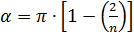 α = π · [1 − (2/n)]